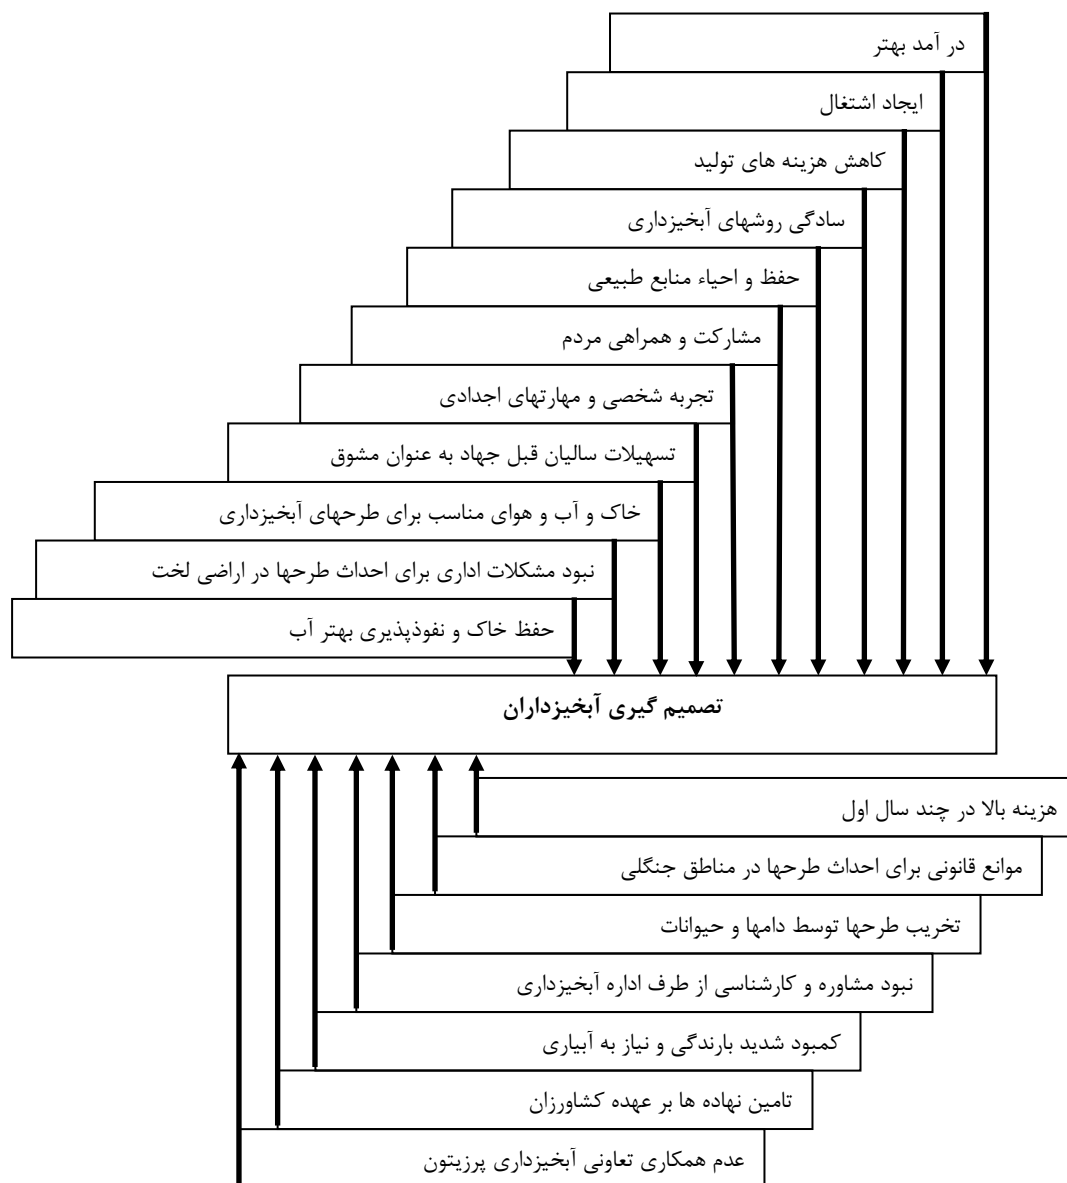 در آمد بهتر
ایجاد اشتغال
کاهش هزینه های تولید
سادگی روشهای آبخیزداری
حفظ و احیاء منابع طبیعی
مشارکت و همراهی مردم
تجربه شخصی و مهارتهای اجدادی
تسهیلات سالیان قبل جهاد به عنوان مشوق
خاک و آب و هوای مناسب برای طرحهای آبخیزداری
نبود مشکلات اداری برای احداث طرحها در اراضی لخت
حفظ خاک و نفوذپذیری بهتر آب
تصمیم گیری آبخیزداران
هزینه بالا در چند سال اول
موانع قانونی برای احداث طرحها در مناطق جنگلی
تخریب طرحها توسط دامها و حیوانات
نبود مشاوره و کارشناسی از طرف اداره آبخیزداری
کمبود شدید بارندگی و نیاز به آبیاری
تامین نهاده ها بر عهده کشاورزان
عدم همکاری تعاونی آبخیزداری پرزیتون